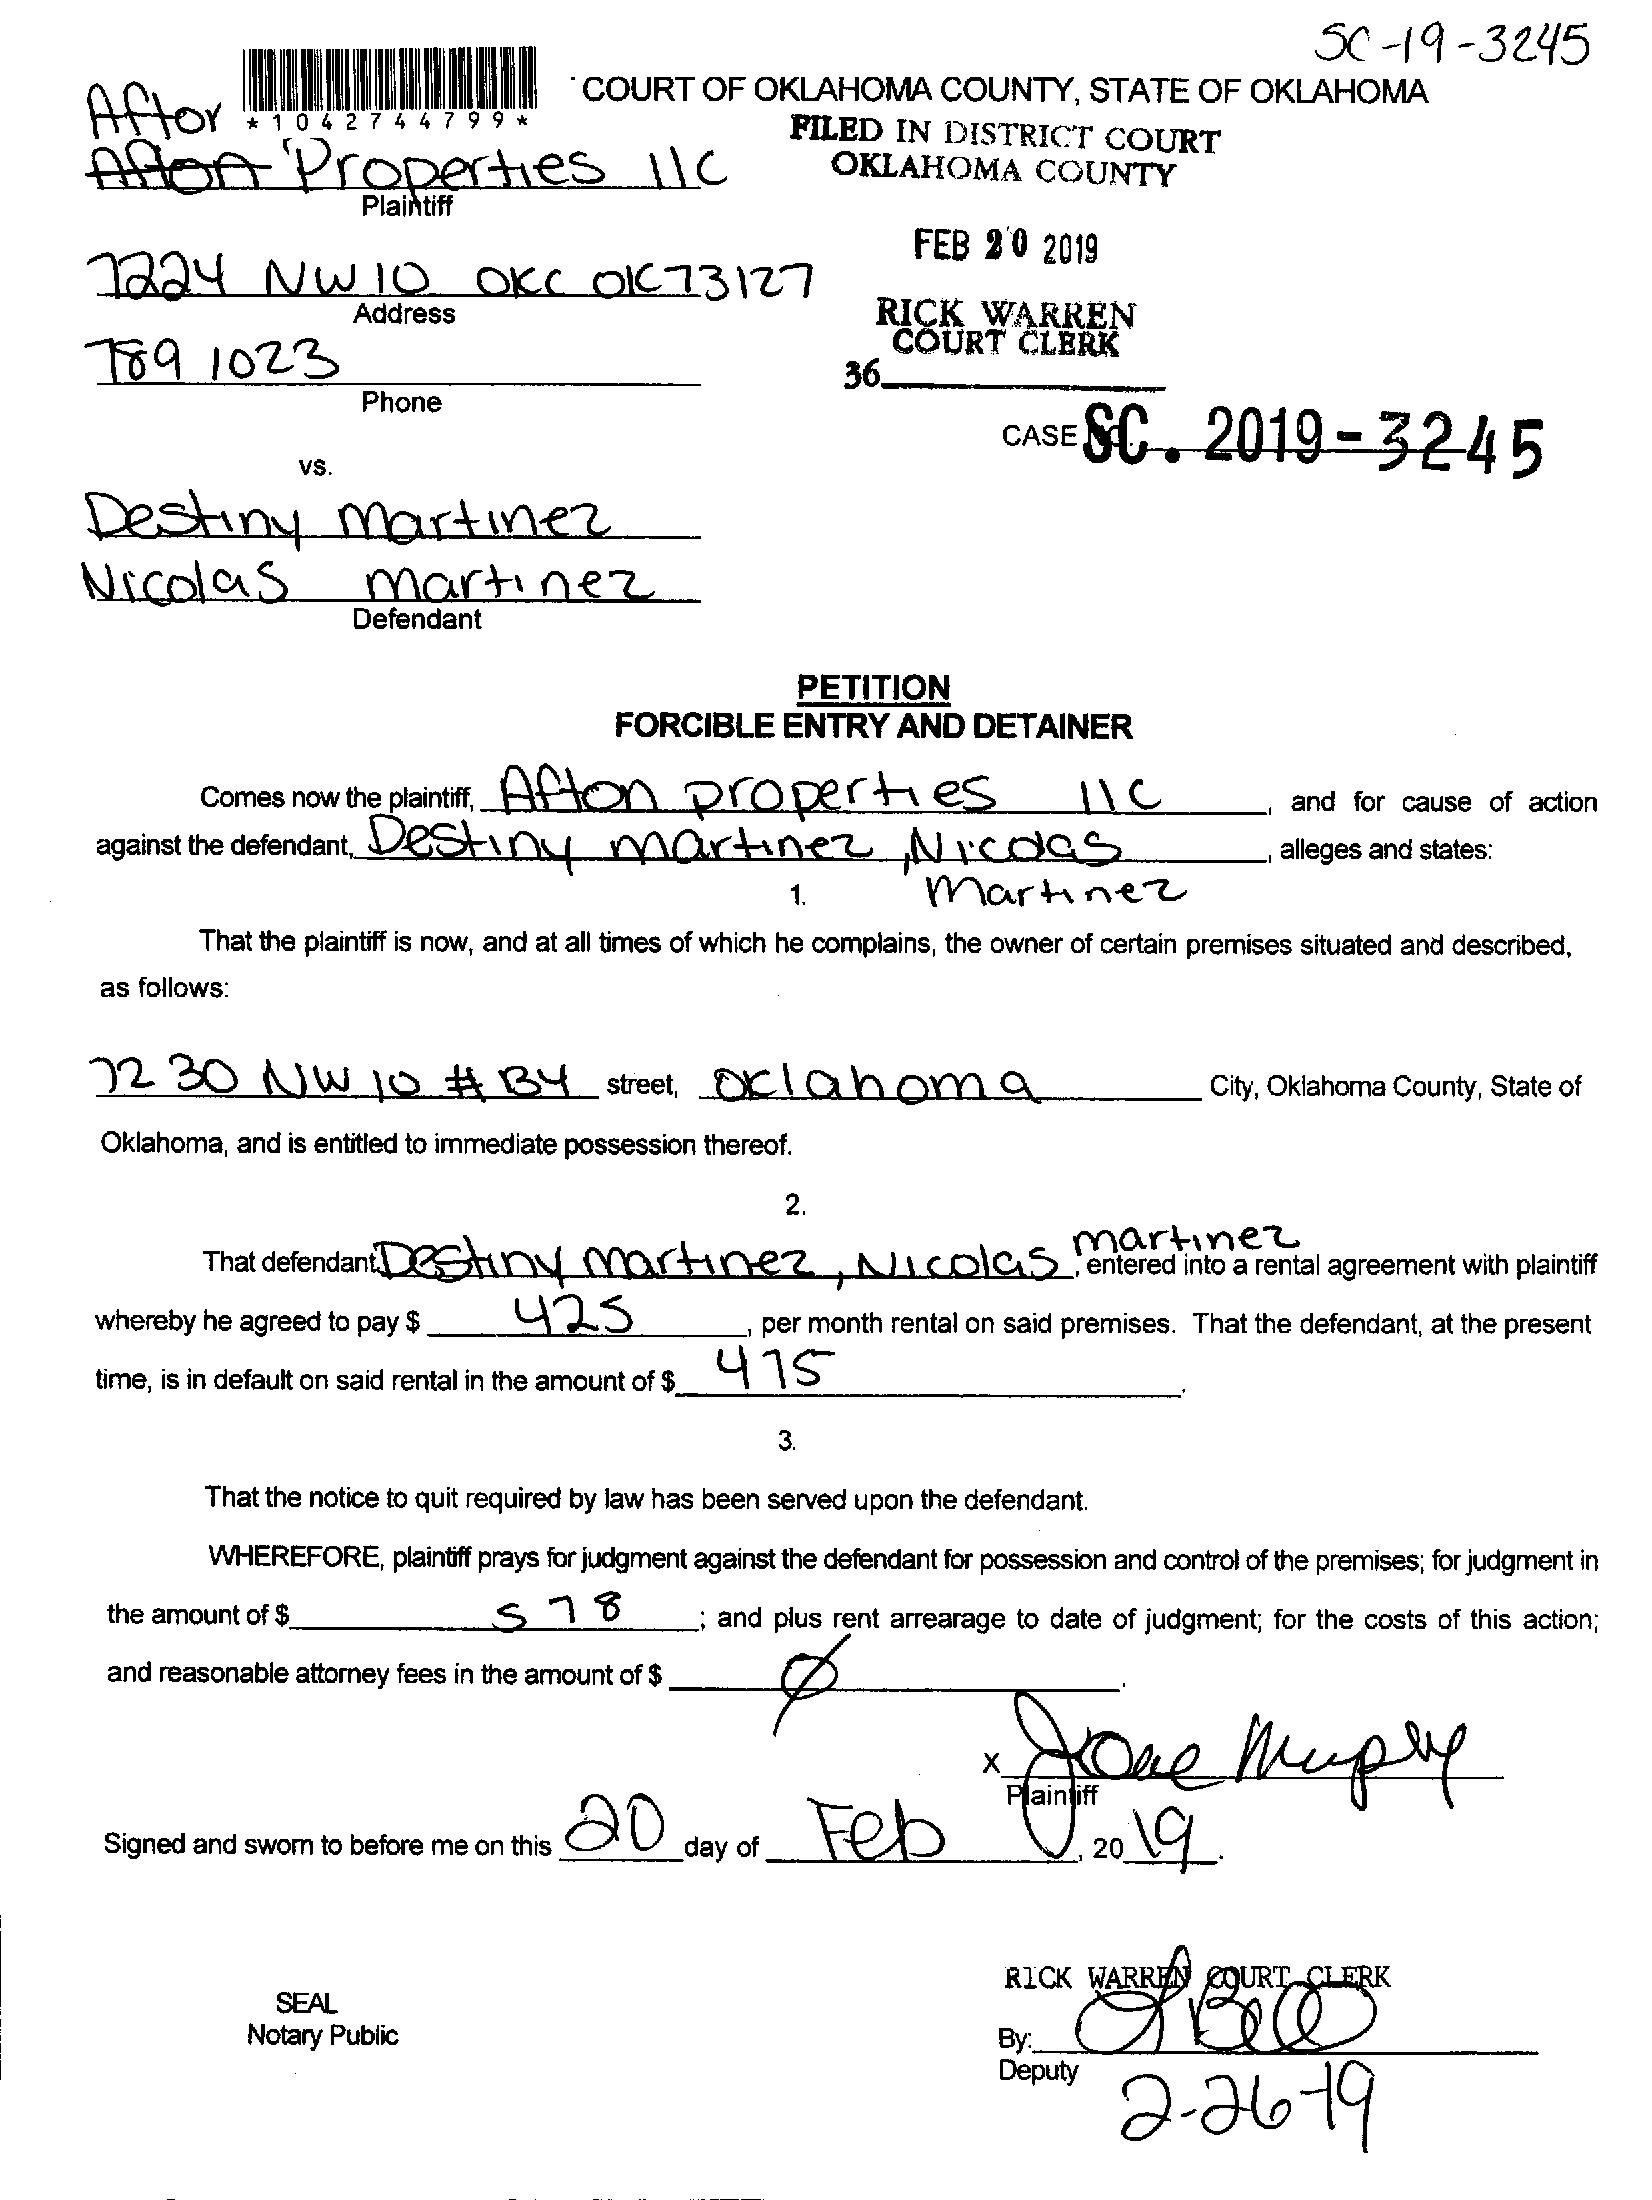 SC-19-3245
*1042744799*
COURT OF OKLAHOMA COUNTY, STATE OF OKLAHOMA
FILED IN DISTRICT COURT
OKLAHOMA COUNTY
FEB 20 2019
RICK WARREN
COURT CLERK
36
CASE SC. 2019-3245
Afton
Afton Properties llc
Plaintiff
7224 NW 10 OKC OK 73127
Address
789 1023
Phone
vs.
Destiny Martinez
Nicolas Martinez
Defendant
PETITION
FORCIBLE ENTRY AND DETAINER
Comes now the plaintiff, Afton properties llc, and for cause of action
against the defendant, Destiny martinez, Nicolas Martinez, alleges and states:
1.
That the plaintiff is now, and at all times of which he complains, the owner of certain premises situated and described,
as follows:
7230 NW 10 # B4 street, Oklahoma City, Oklahoma County, State of
Oklahoma, and is entitled to immediate possession thereof.
2.
That defendant, Destiny martinez, Nicolas martinez, entered into a rental agreement with plaintiff
whereby he agreed to pay $ 425, per month rental on said premises. That the defendant, at the present
time, is in default on said rental in the amount of $ 475.
3.
That the notice to quit required by law has been served upon the defendant.
WHEREFORE, plaintiff prays for judgment against the defendant for possession and control of the premises; for judgment in
the amount of $ 578; and plus rent arrearage to date of judgment; for the costs of this action;
and reasonable attorney fees in the amount of $ ∅.
x Jone Murphy
Plaintiff
Signed and sworn to before me on this 20 day of Feb, 2019.
RICK WARREN COURT CLERK
SEAL
Notary Public
By:
Deputy
2-26-19